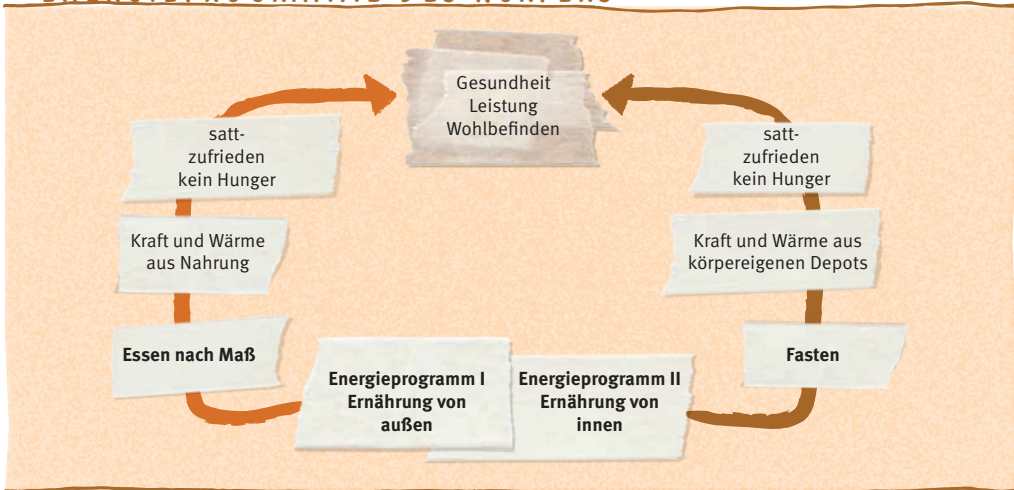 Gesundheit
Leistung
Wohlbefinden
satt-
zufrieden
kein Hunger
satt-
zufrieden
kein Hunger
Kraft und Wärme
aus Nahrung
Kraft und Wärme aus
körpereigenen Depots
Essen nach Maß
Fasten
Energieprogramm I
Ernährung von
außen
Energieprogramm II
Ernährung von
innen